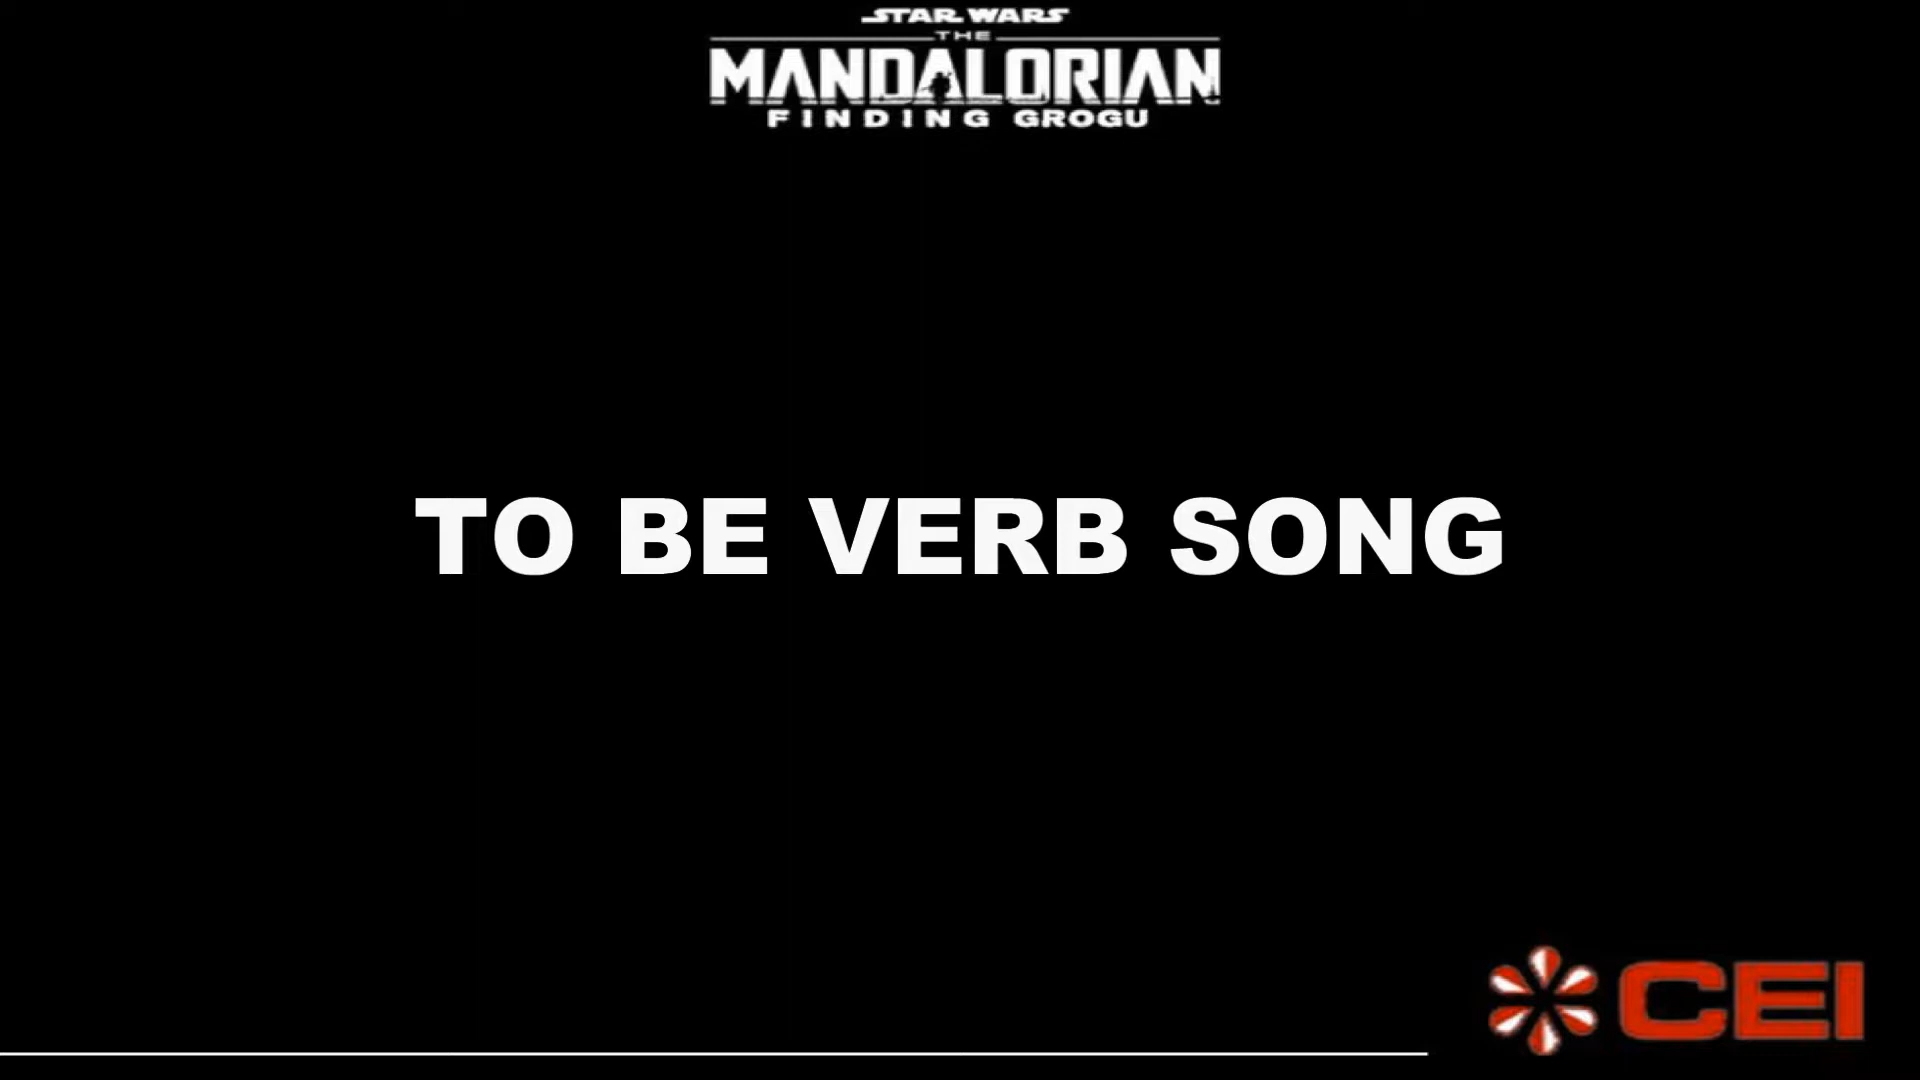 STAR WARS
THE
MANDALORIAN
FINDING GROGU
TO BE VERB SONG
CEI